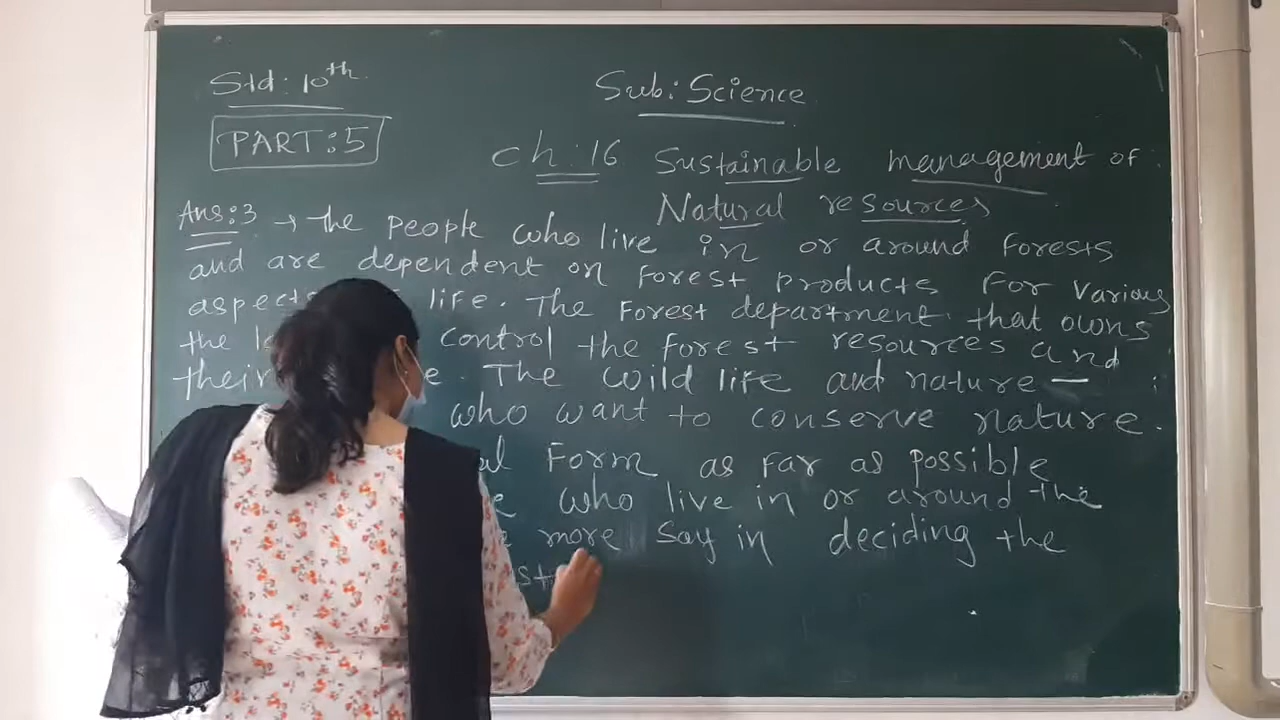 Std: 10th
Sub: Science
PART: 5
ch: 16 Sustainable management of
Natural resources
Ans: 3 → the people who live in or around forests
and are dependent on forest products for various
aspects life. The forest department that owns
the control the forest resources and
their The wild life and nature –
who want to conserve nature.
Form as far as possible
who live in or around the
more say in deciding the